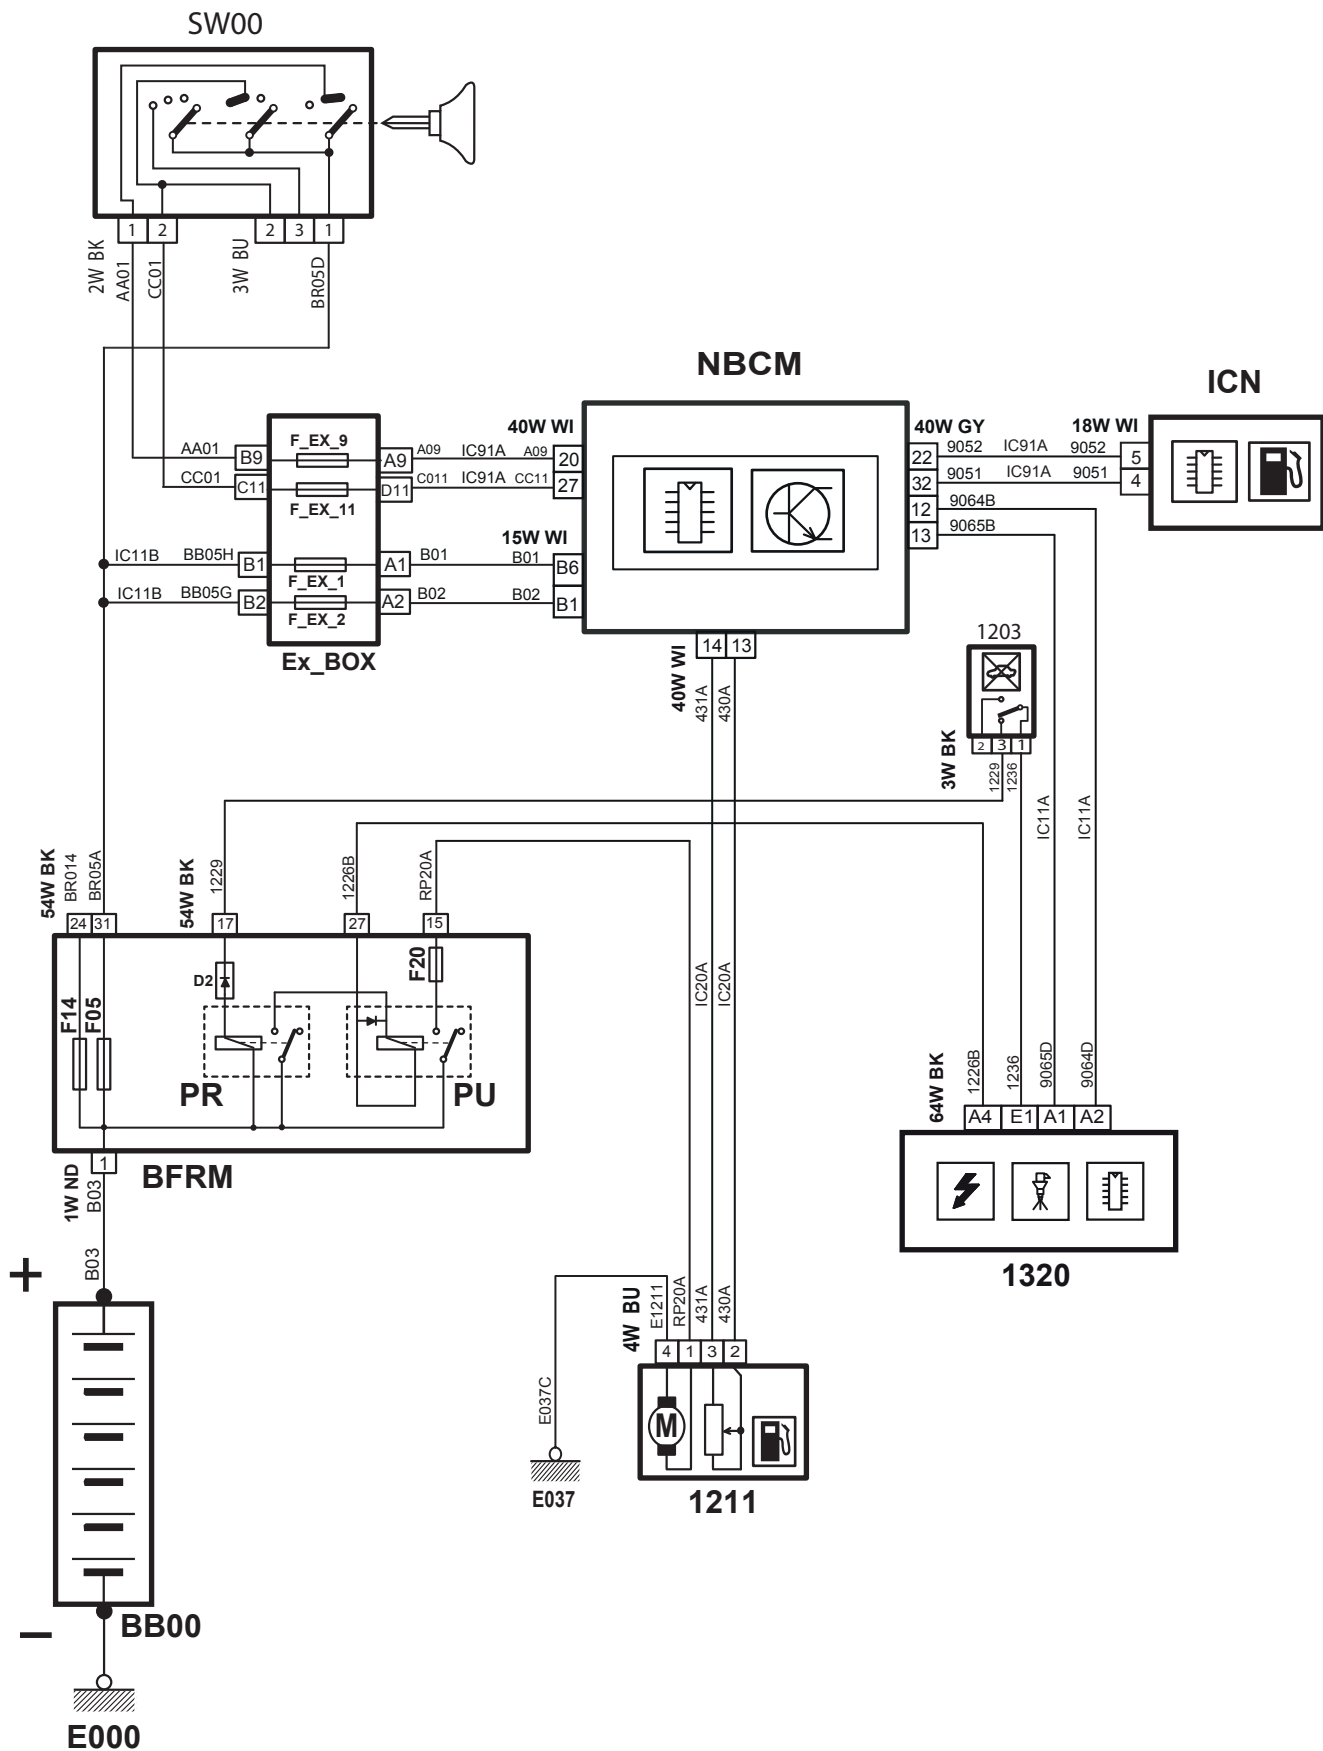 SW00
1 2 2 3 1
2W BK
AA01
CC01
3W BU
BR05D
NBCM
ICN
40W WI
40W GY
18W WI
AA01 B9 F_EX_9 A9 A09 IC91A A09 20
22 9052 IC91A 9052 5
CC01 C11 F_EX_11 D11 C011 IC91A CC11 27
32 9051 IC91A 9051 4
12 9064B
13 9065B
15W WI
IC11B BB05H B1 F_EX_1 A1 B01 B01 B6
IC11B BB05G B2 F_EX_2 A2 B02 B02 B1
Ex_BOX
14 13
40W WI
431A
430A
1203
2 3 1
3W BK
1229
1236
IC11A
IC11A
54W BK
BR014
BR05A
54W BK
1229
1226B
RP20A
24 31 17 27 15
F14
F05
D2
F20
PR
PU
IC20A
IC20A
1
BFRM
1W ND
B03
B03
64W BK
1226B
1236
9065D
9064D
A4 E1 A1 A2
1320
+
4W BU
E1211
RP20A
431A
430A
4 1 3 2
M
1211
E037C
E037
–
BB00
E000